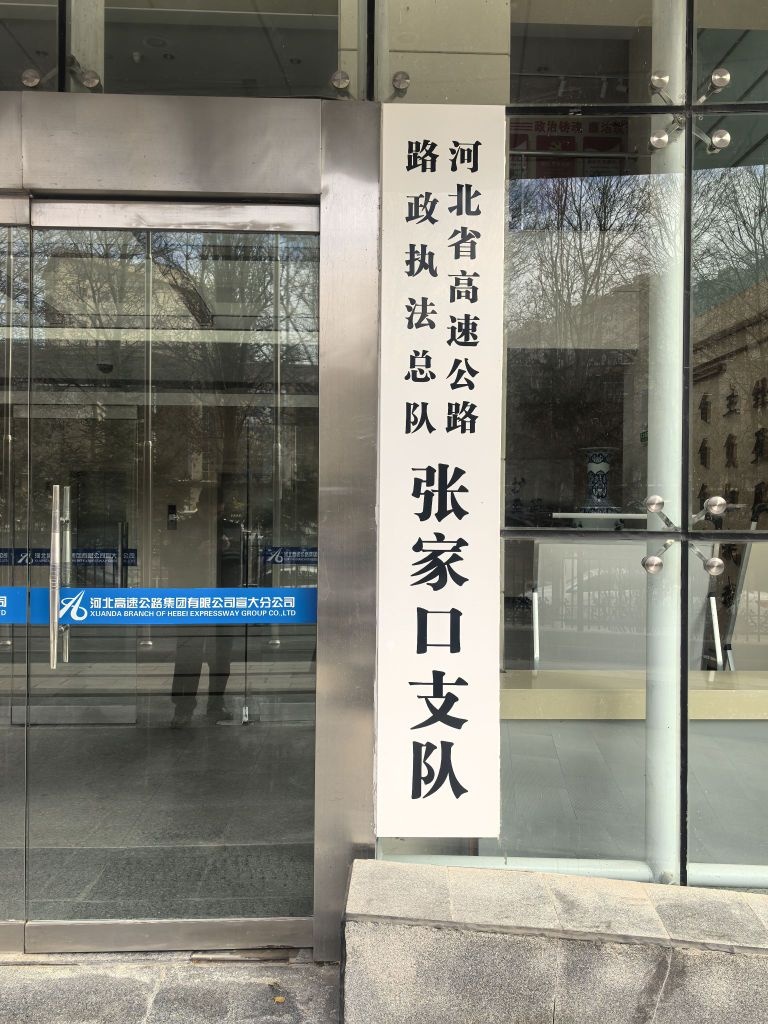 河北省高速公路
路政执法总队
张家口支队
河北高速公路集团有限公司宣大分公司
XUANDA BRANCH OF HEBEI EXPRESSWAY GROUP CO.,LTD
司
TD